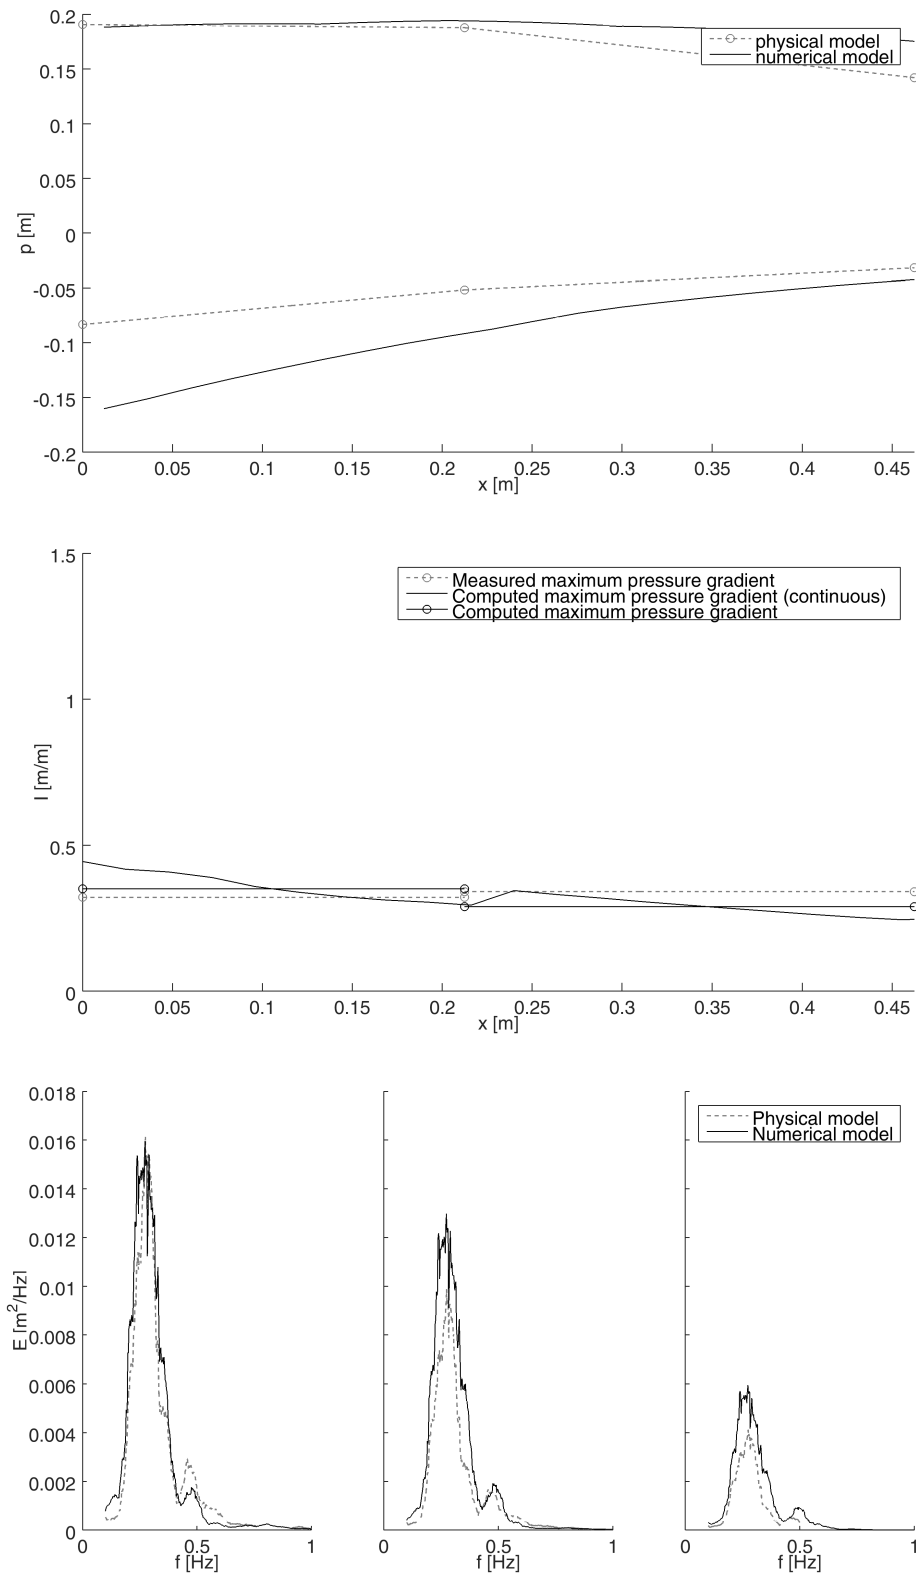 0.2
0.15
0.1
0.05
0
-0.05
-0.1
-0.15
-0.2
p [m]
physical model
numerical model
0 0.05 0.1 0.15 0.2 0.25 0.3 0.35 0.4 0.45
x [m]
1.5
1
0.5
0
I [m/m]
Measured maximum pressure gradient
Computed maximum pressure gradient (continuous)
Computed maximum pressure gradient
0 0.05 0.1 0.15 0.2 0.25 0.3 0.35 0.4 0.45
x [m]
0.018
0.016
0.014
0.012
0.01
0.008
0.006
0.004
0.002
0
E [m²/Hz]
Physical model
Numerical model
0 0.5 1 0 0.5 1 0 0.5 1
f [Hz] f [Hz] f [Hz]